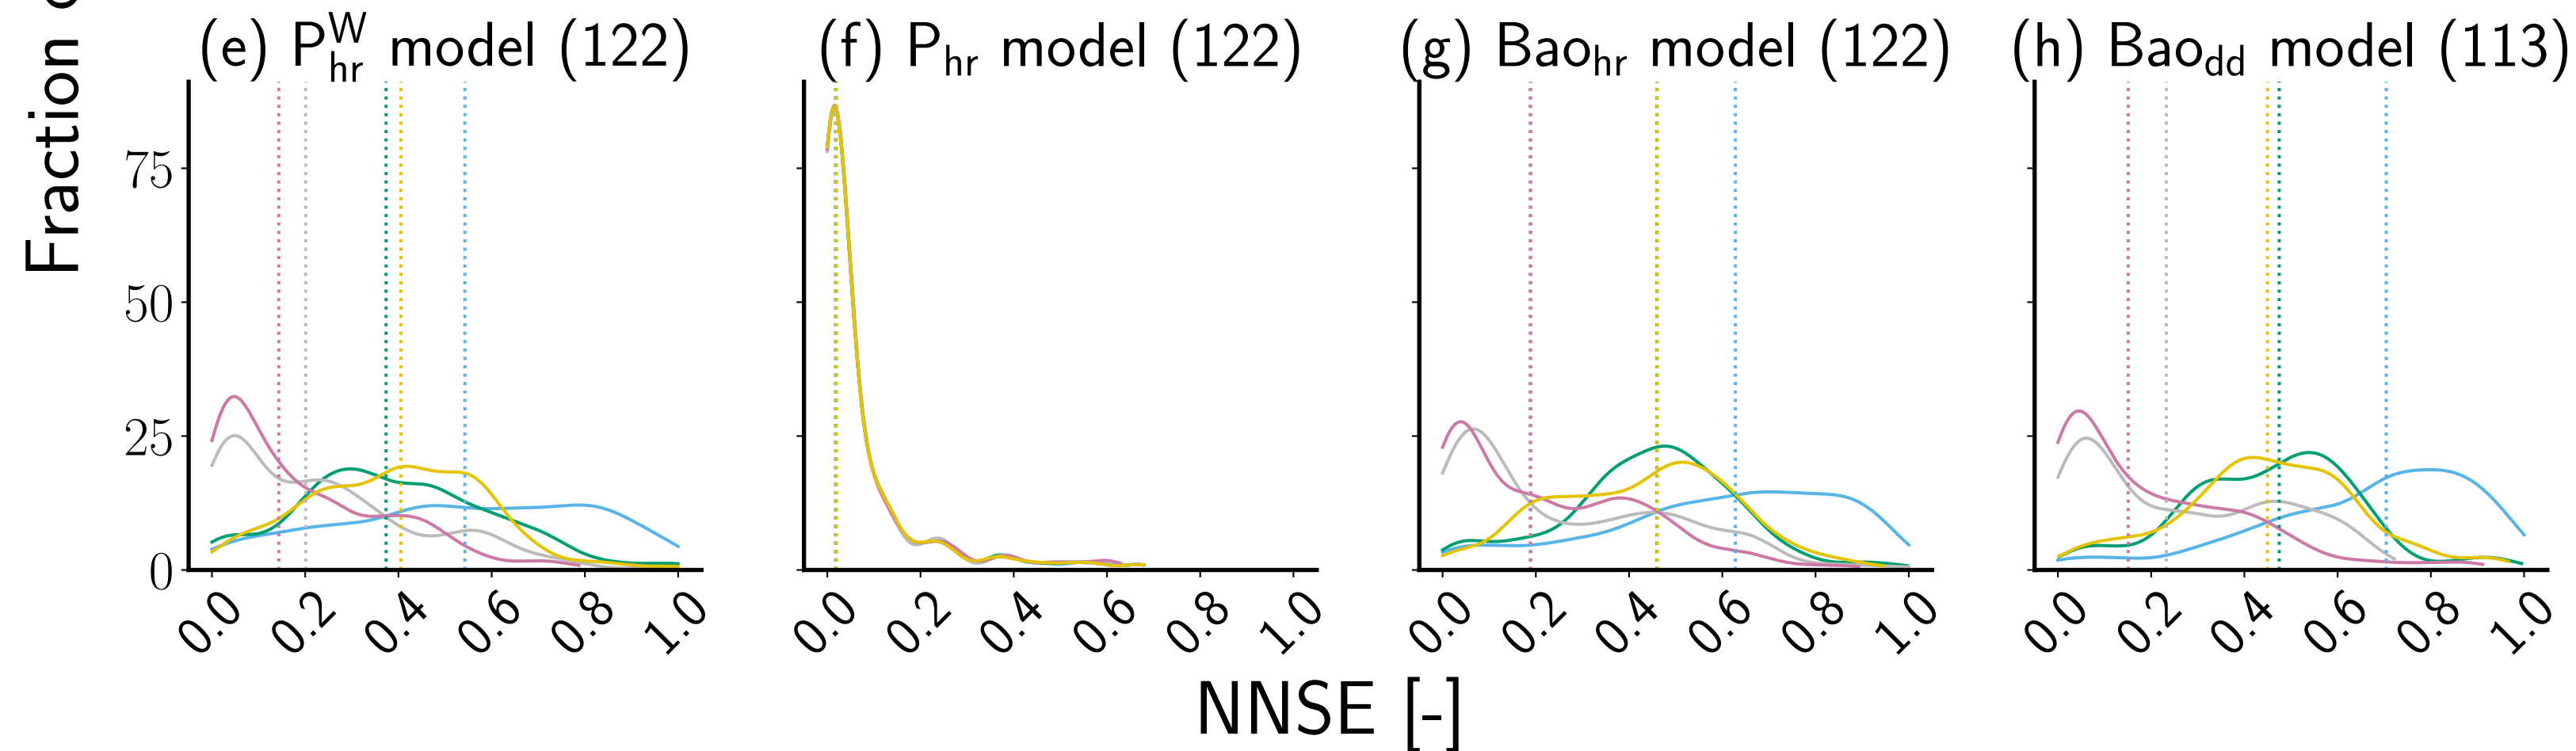 (e) P^W_hr model (122)
(f) P_hr model (122)
(g) Bao_hr model (122)
(h) Bao_dd model (113)
Fraction
75
50
25
0
0.0 0.2 0.4 0.6 0.8 1.0
0.0 0.2 0.4 0.6 0.8 1.0
0.0 0.2 0.4 0.6 0.8 1.0
0.0 0.2 0.4 0.6 0.8 1.0
NNSE [-]